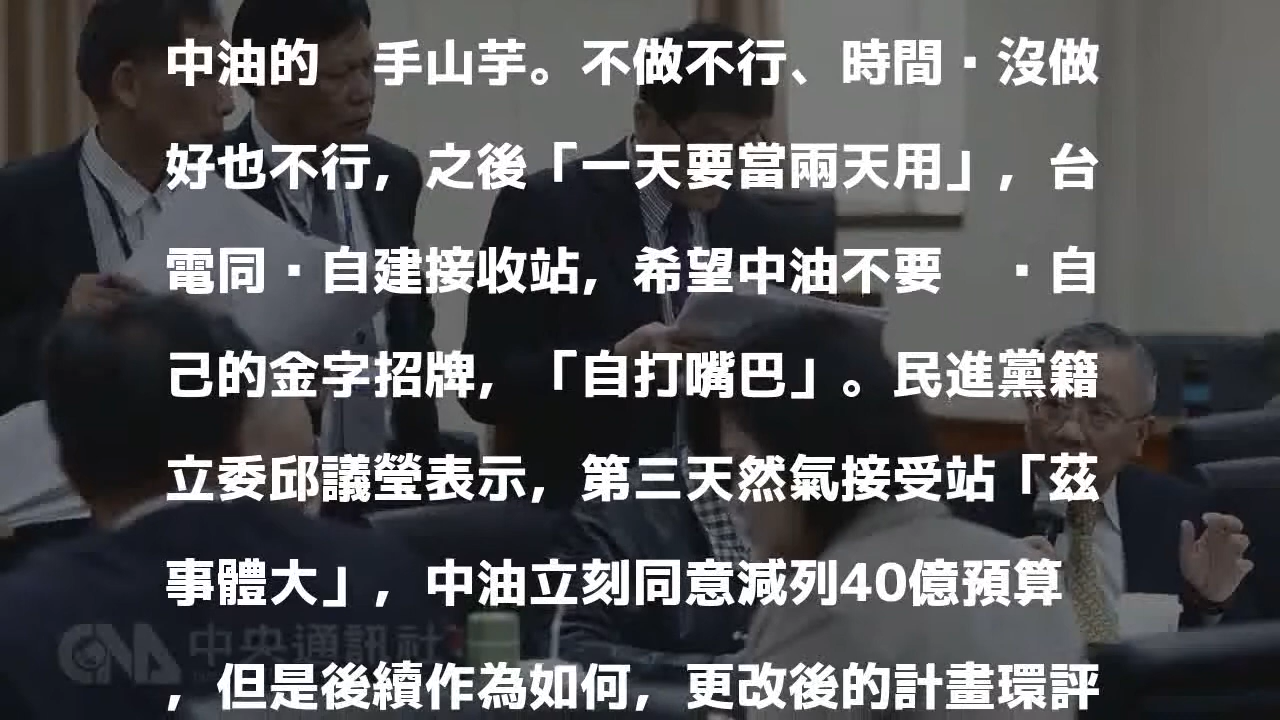 中油的 手山芋。不做不行、時間·沒做
好也不行，之後「一天要當兩天用」，台
電同·自建接收站，希望中油不要 ·自
己的金字招牌，「自打嘴巴」。民進黨籍
立委邱議瑩表示，第三天然氣接受站「茲
事體大」，中油立刻同意減列40億預算
，但是後續作為如何，更改後的計畫環評
CNA 中央通訊社